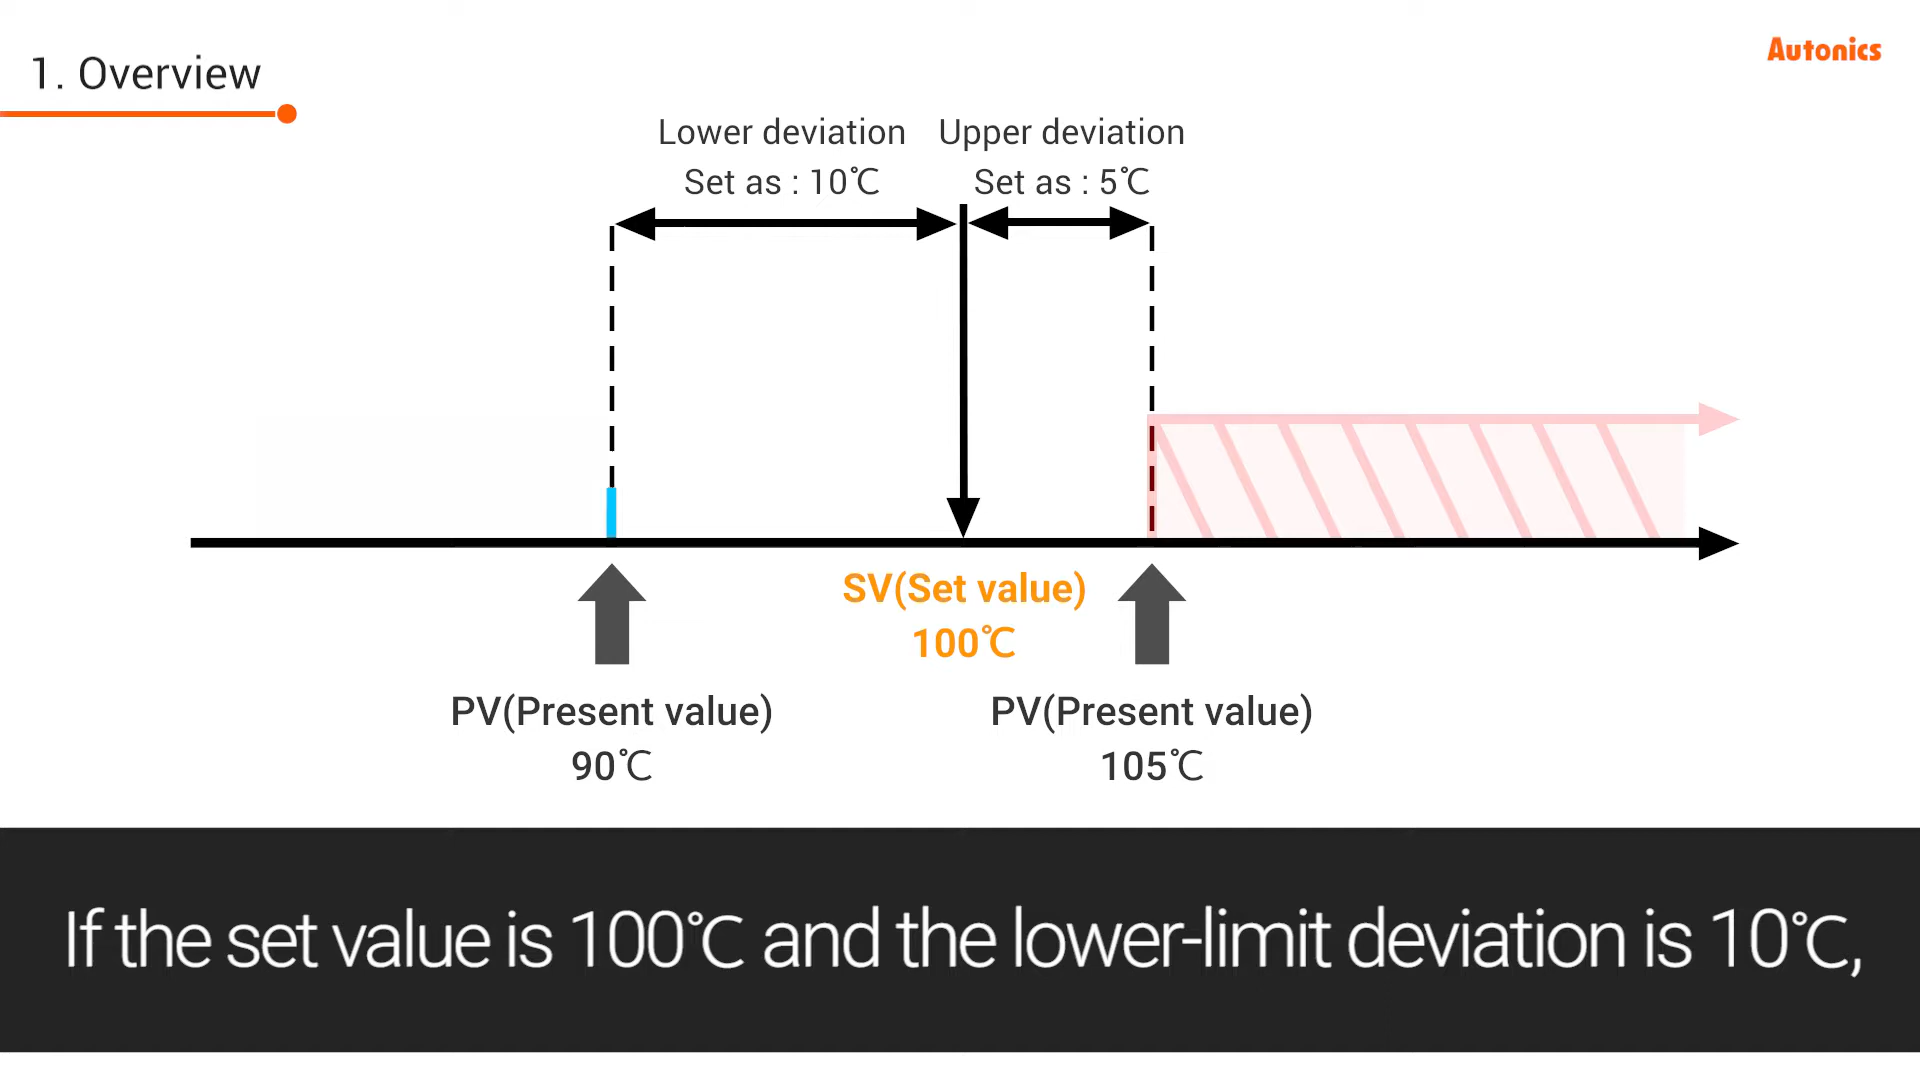 1. Overview
Autonics
Lower deviation
Set as : 10℃
Upper deviation
Set as : 5℃
SV(Set value)
100℃
PV(Present value)
90℃
PV(Present value)
105℃
If the set value is 100℃ and the lower-limit deviation is 10℃,